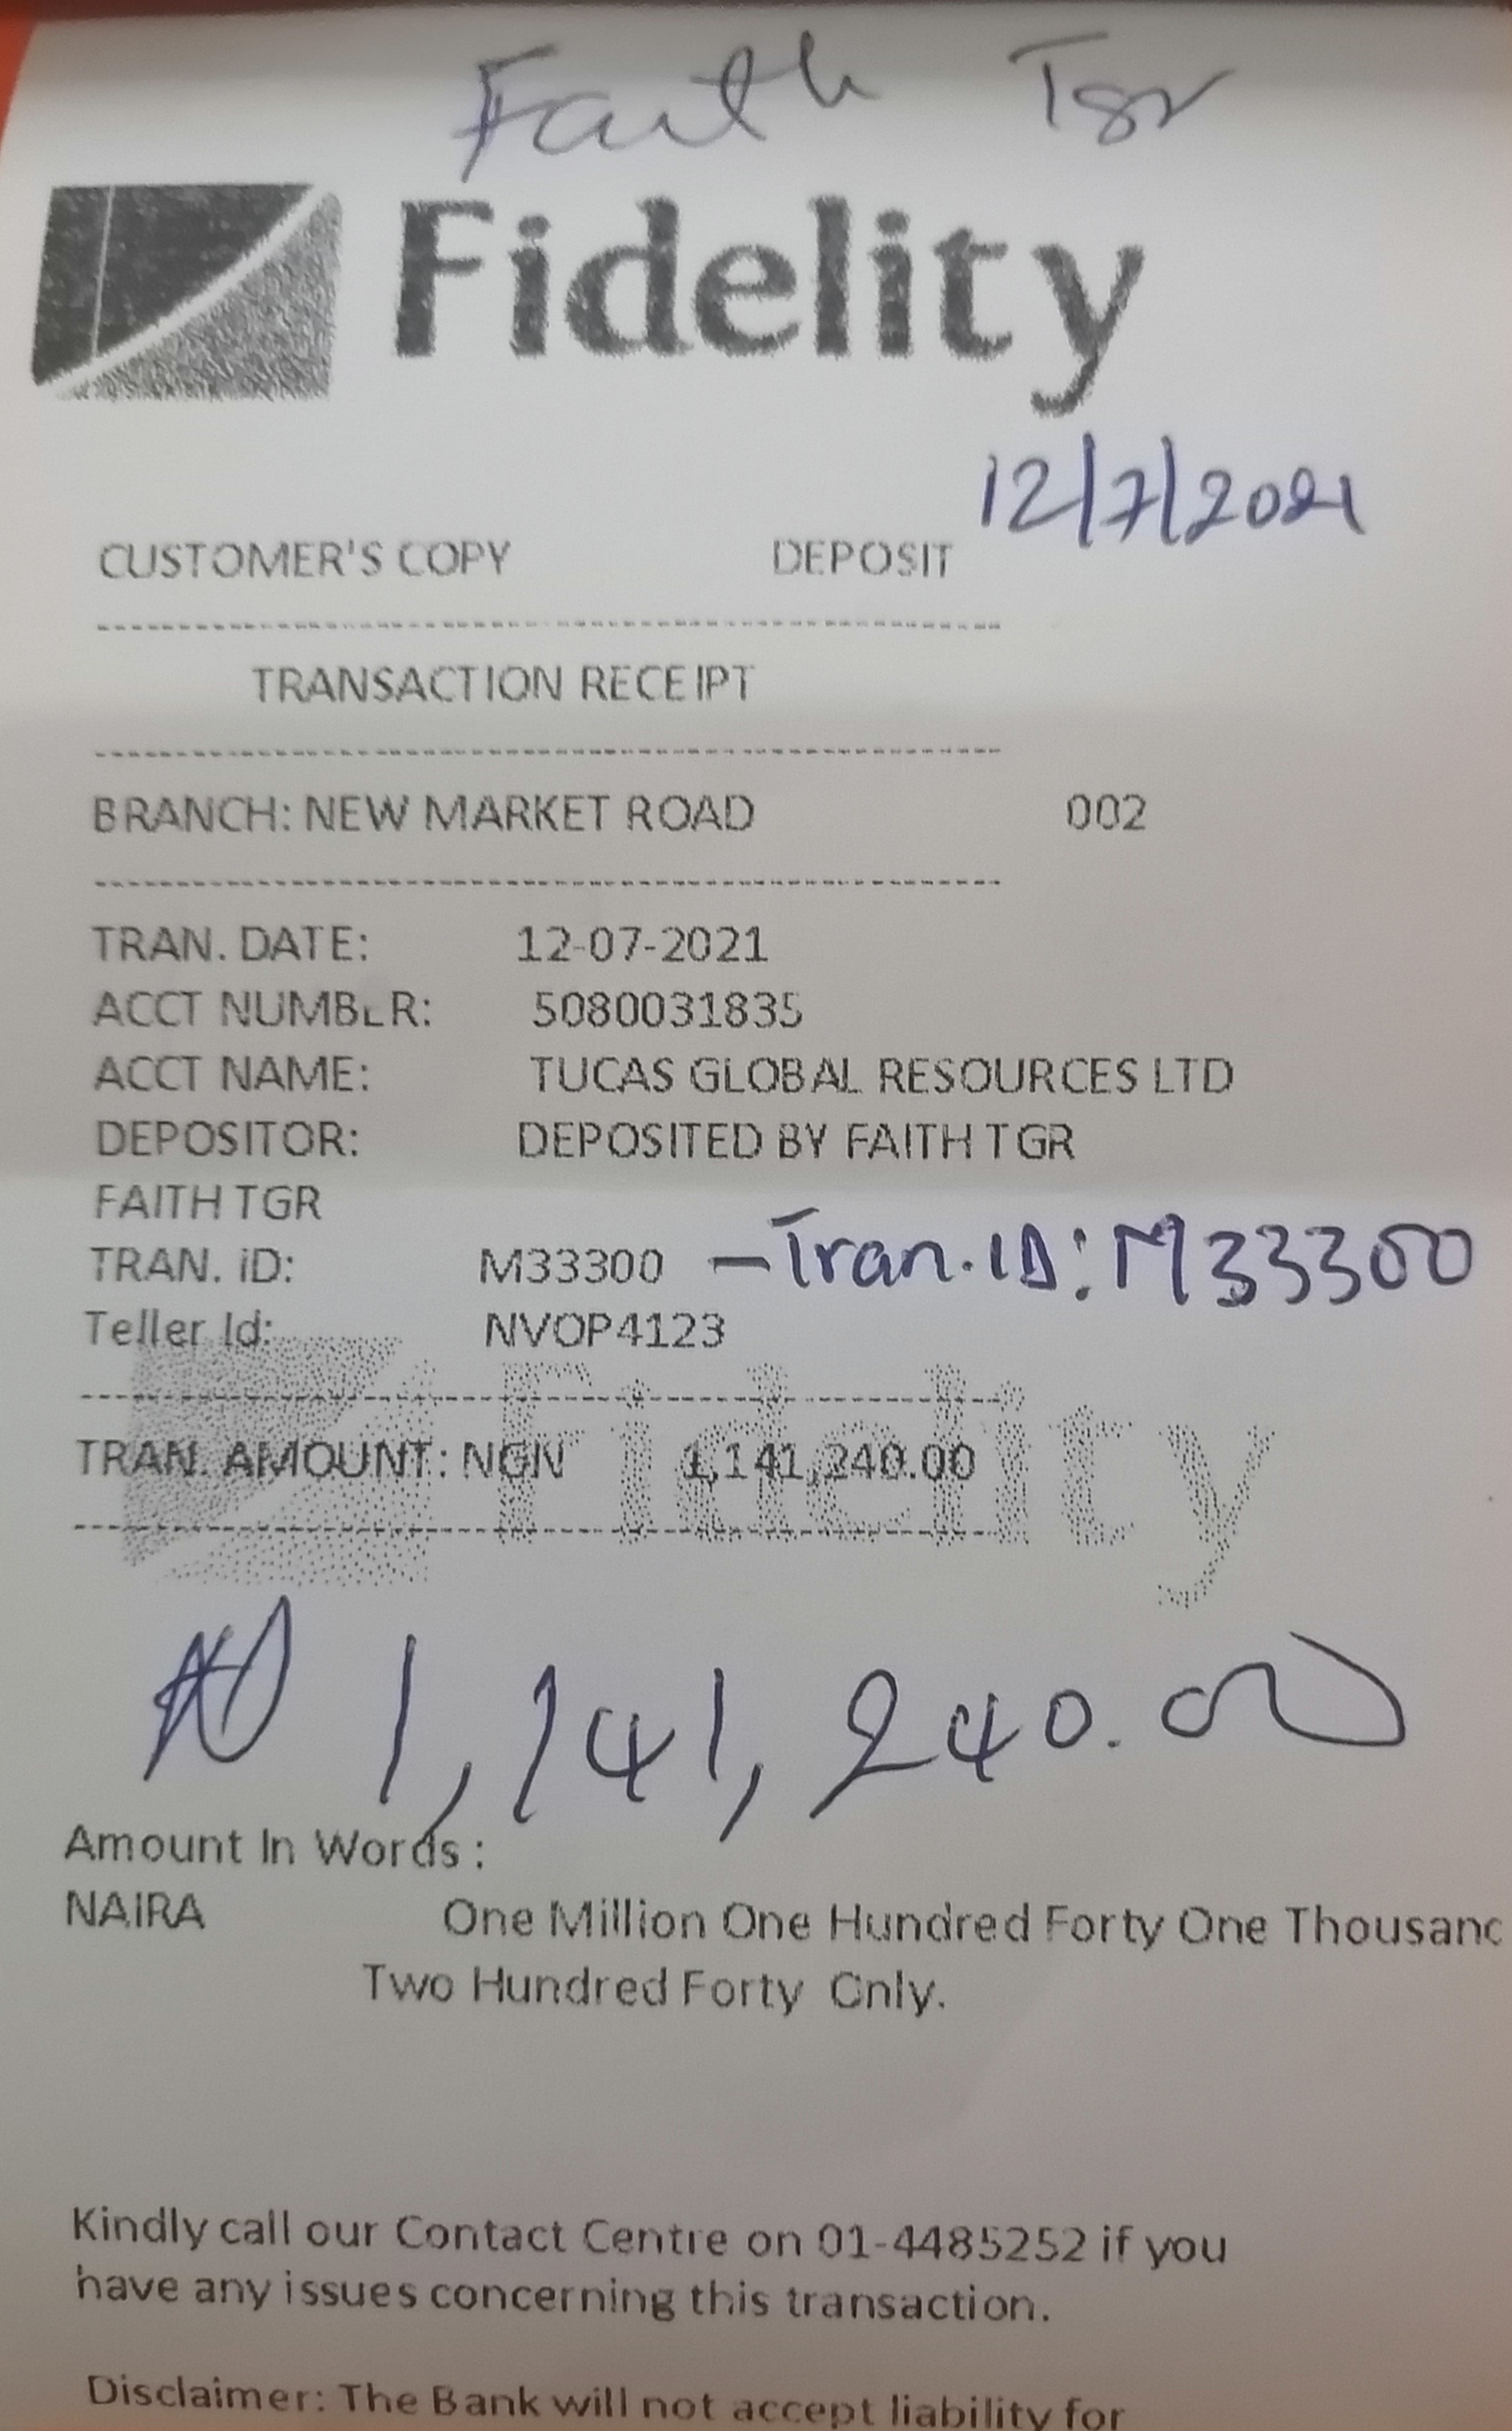 Faith Tgr
Fidelity
12/7/2021
CUSTOMER'S COPY DEPOSIT
TRANSACTION RECEIPT
BRANCH: NEW MARKET ROAD 002
TRAN. DATE: 12-07-2021
ACCT NUMBER: 5080031835
ACCT NAME: TUCAS GLOBAL RESOURCES LTD
DEPOSITOR: DEPOSITED BY FAITH TGR
FAITH TGR
TRAN. ID: M33300 – Tran. ID: M33300
Teller Id: NVOP4123
Fidelity
TRAN. AMOUNT: NGN 1,141,240.00
₦ 1,141,240.00
Amount In Words :
NAIRA One Million One Hundred Forty One Thousand
Two Hundred Forty Only.
Kindly call our Contact Centre on 01-4485252 if you
have any issues concerning this transaction.
Disclaimer: The Bank will not accept liability for